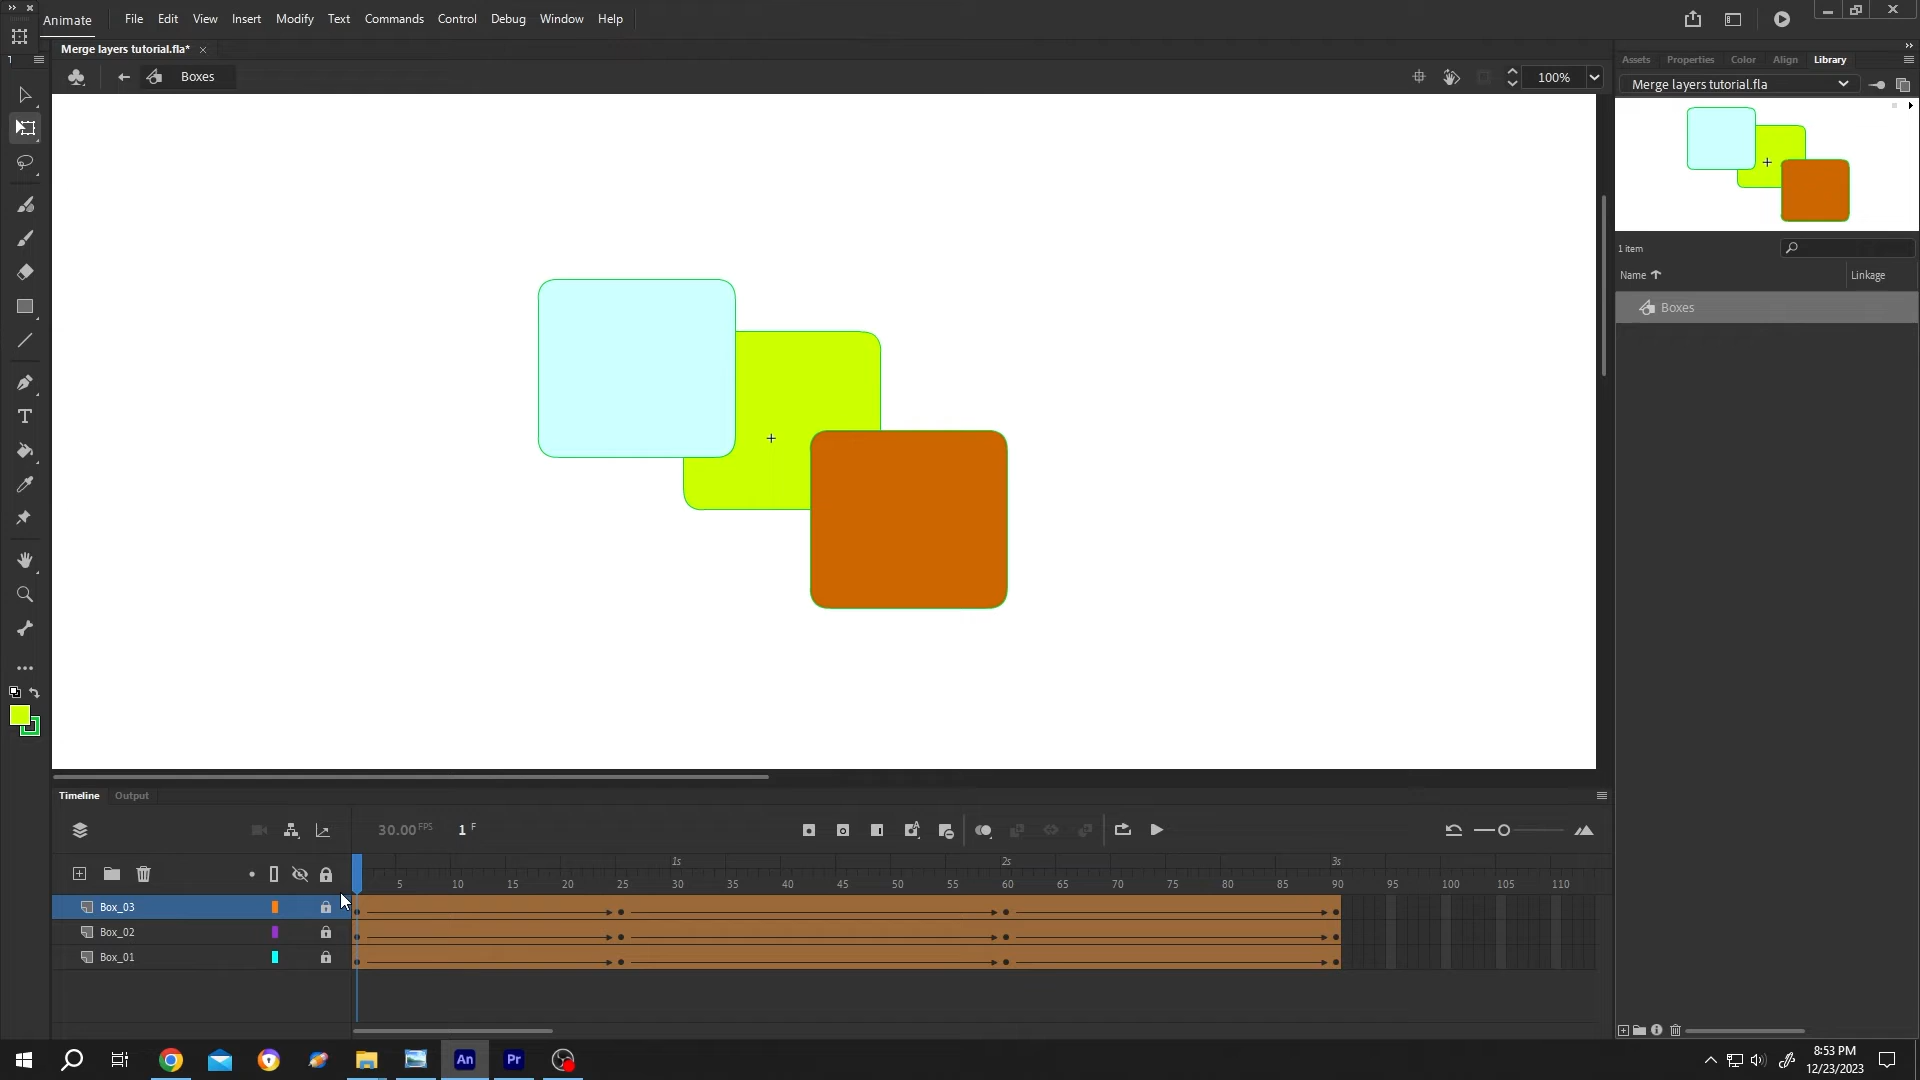 Animate File Edit View Insert Modify Text Commands Control Debug Window Help
Merge layers tutorial.fla*
Boxes
100%
Assets Properties Color Align Library
Merge layers tutorial.fla
1 item
Name Linkage
Boxes
Timeline Output
30.00 FPS 1 F
1s 2s 3s
5 10 15 20 25 30 35 40 45 50 55 60 65 70 75 80 85 90 95 100 105 110
Box_03
Box_02
Box_01
An Pr
8:53 PM
12/23/2023